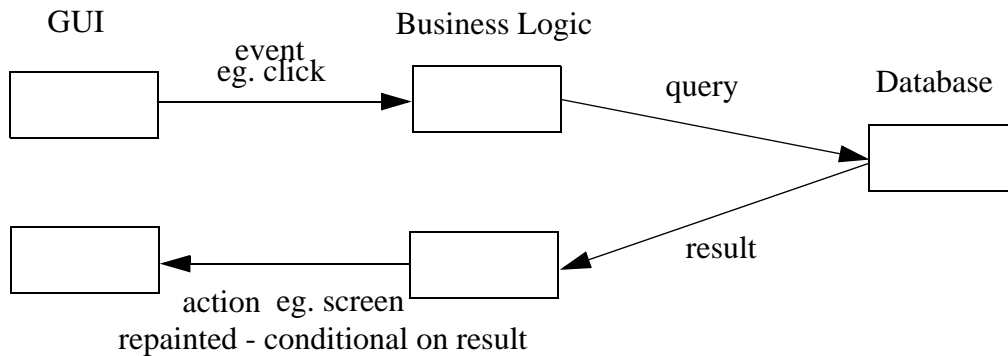 GUI
Business Logic
event
eg. click
query
Database
result
action eg. screen
repainted - conditional on result